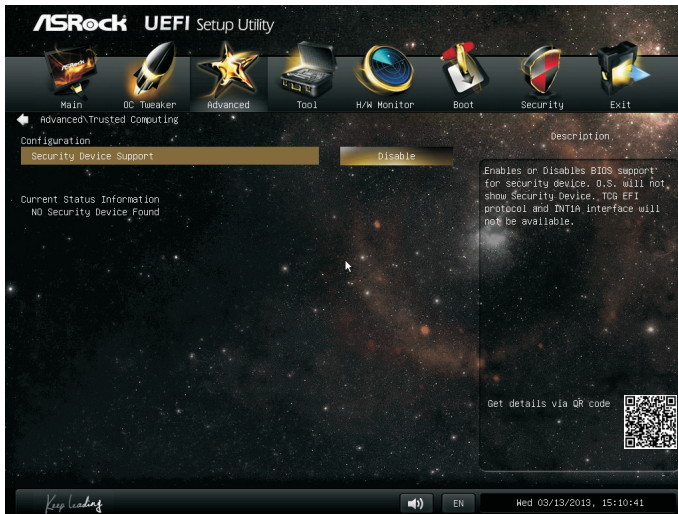 ASRock UEFI Setup Utility
ASRock
Main OC Tweaker Advanced Tool H/W Monitor Boot Security Exit
Advanced\Trusted Computing
Configuration
Security Device Support Disable
Current Status Information
NO Security Device Found
Description
Enables or Disables BIOS support
for security device. O.S. will not
show Security Device. TCG EFI
protocol and INT1A interface will
not be available.
Get details via QR code
Keep Leading
EN
Wed 03/13/2013, 15:10:41